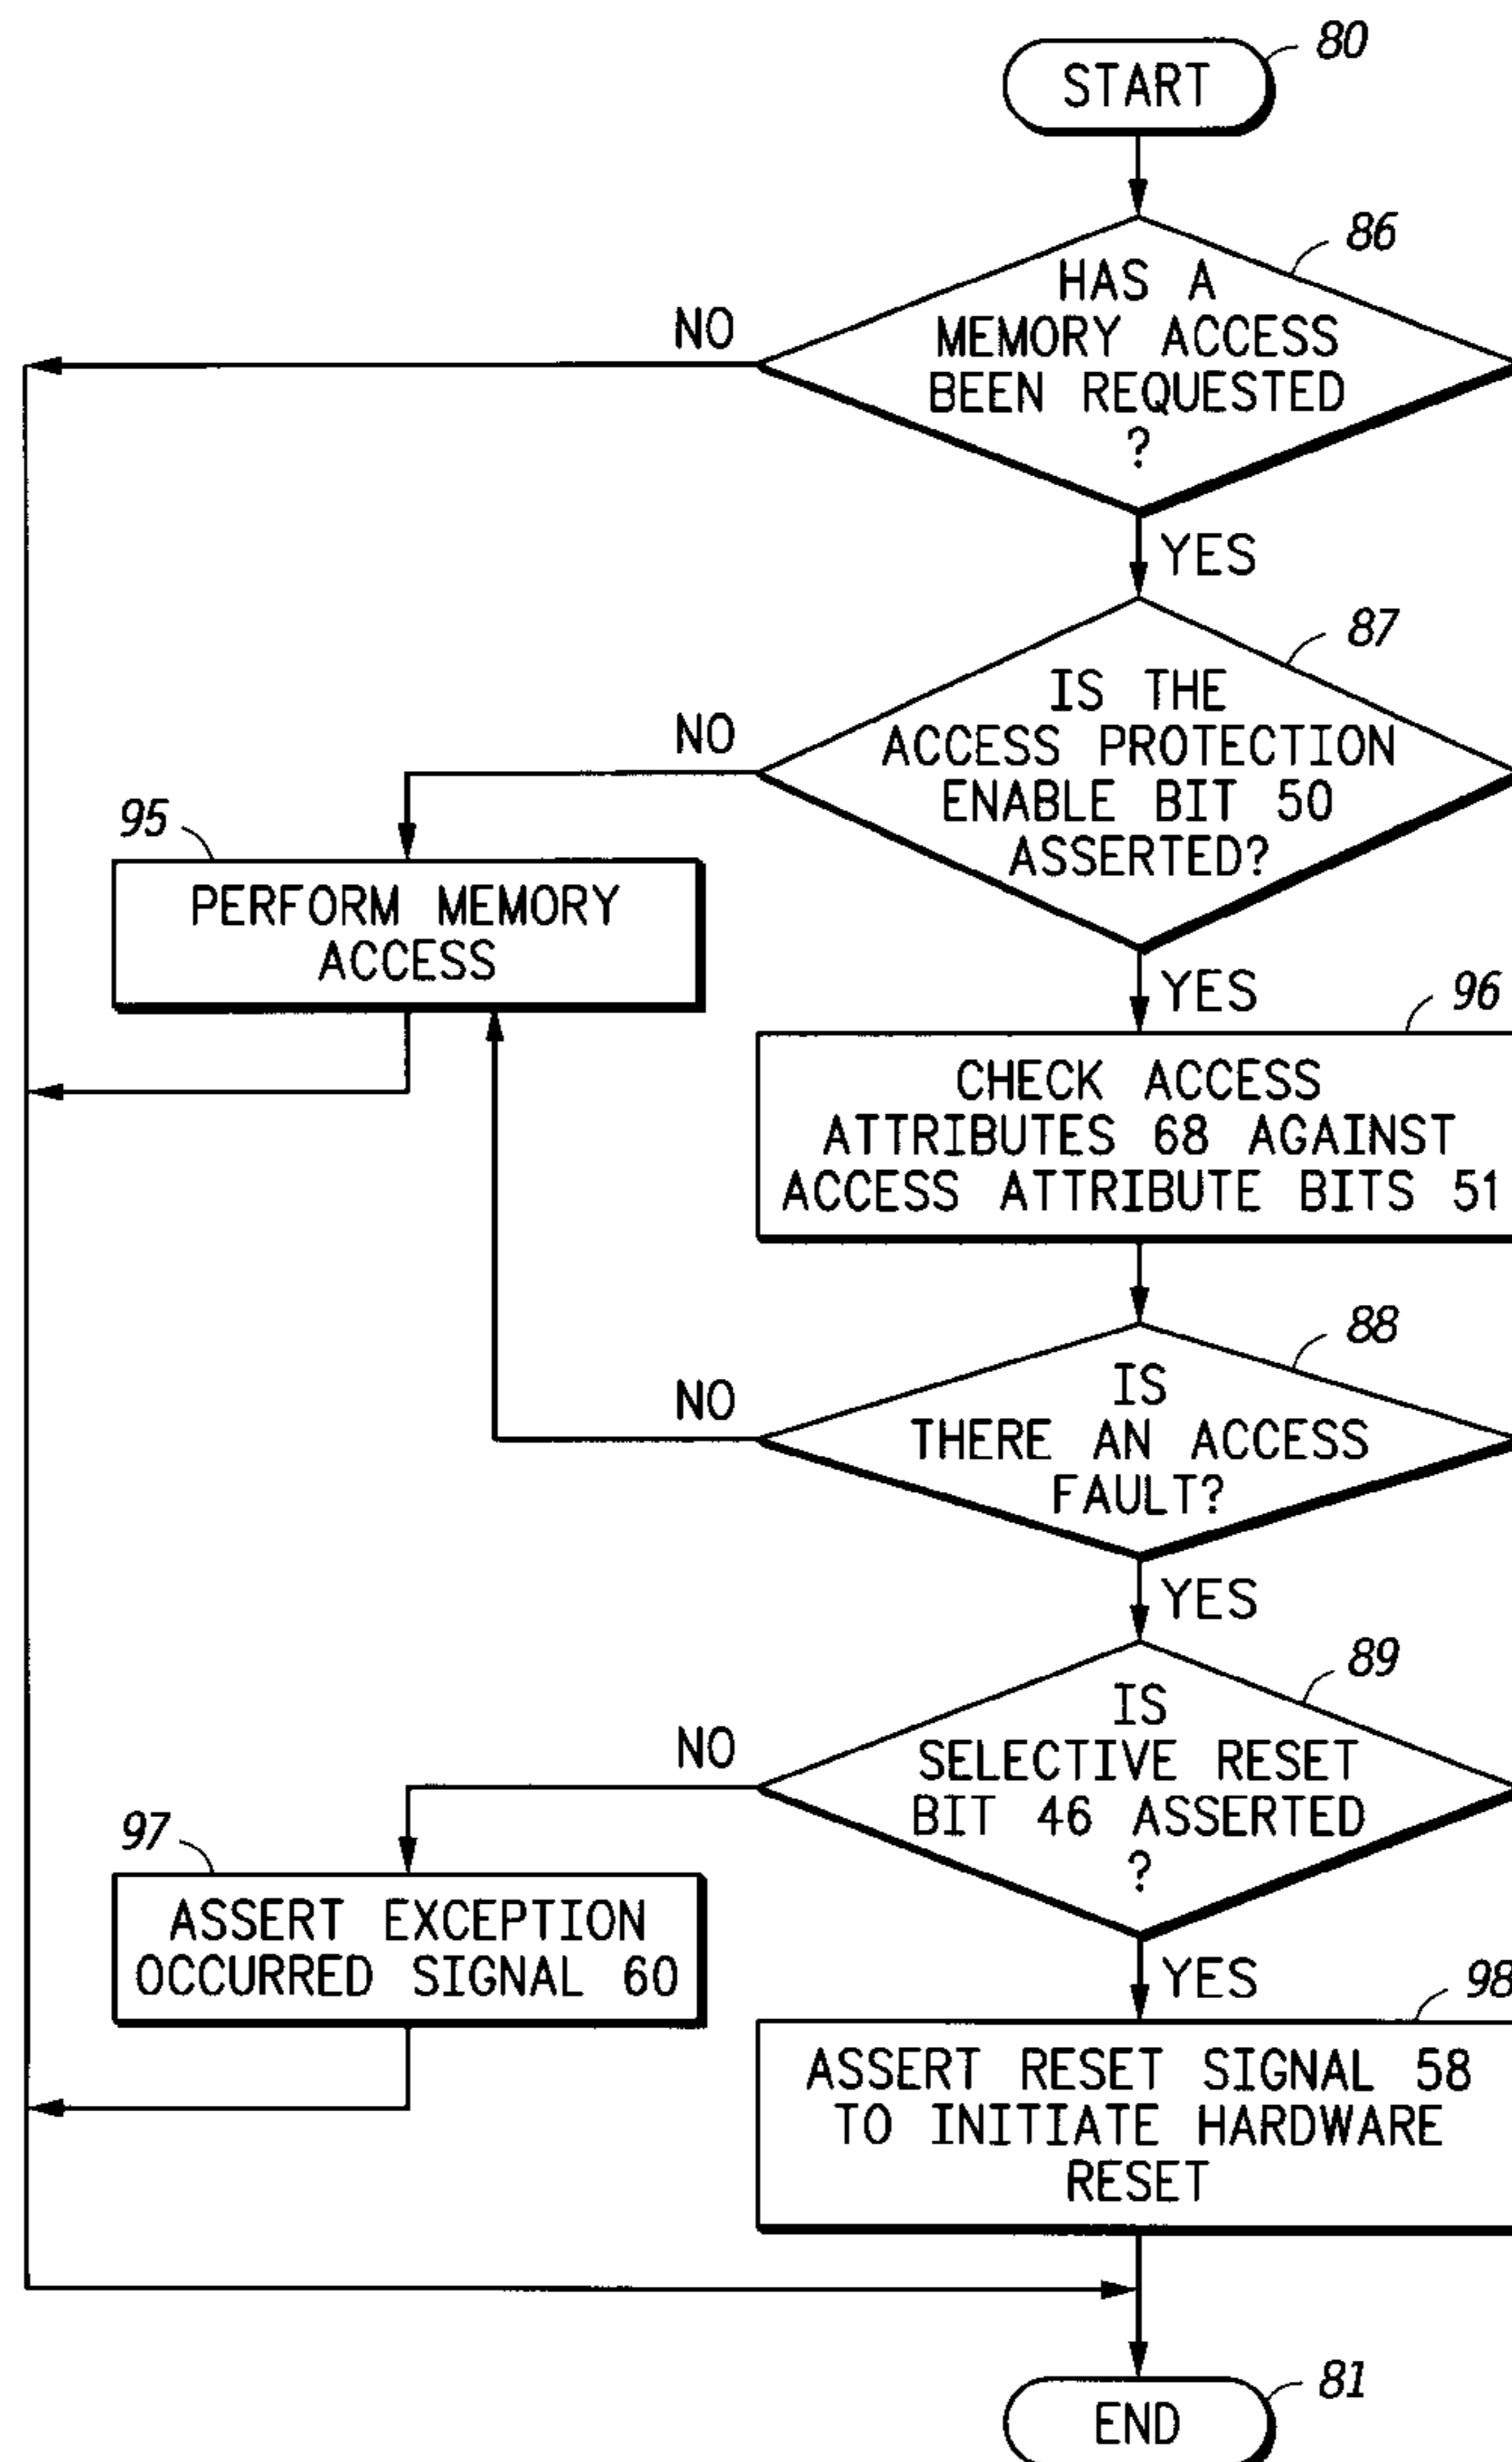 START
80
HAS A
MEMORY ACCESS
BEEN REQUESTED
?
86
NO
YES
IS THE
ACCESS PROTECTION
ENABLE BIT 50
ASSERTED?
87
NO
YES
95
PERFORM MEMORY
ACCESS
96
CHECK ACCESS
ATTRIBUTES 68 AGAINST
ACCESS ATTRIBUTE BITS 51
88
IS
THERE AN ACCESS
FAULT?
NO
YES
89
IS
SELECTIVE RESET
BIT 46 ASSERTED
?
NO
YES
97
ASSERT EXCEPTION
OCCURRED SIGNAL 60
98
ASSERT RESET SIGNAL 58
TO INITIATE HARDWARE
RESET
END
81